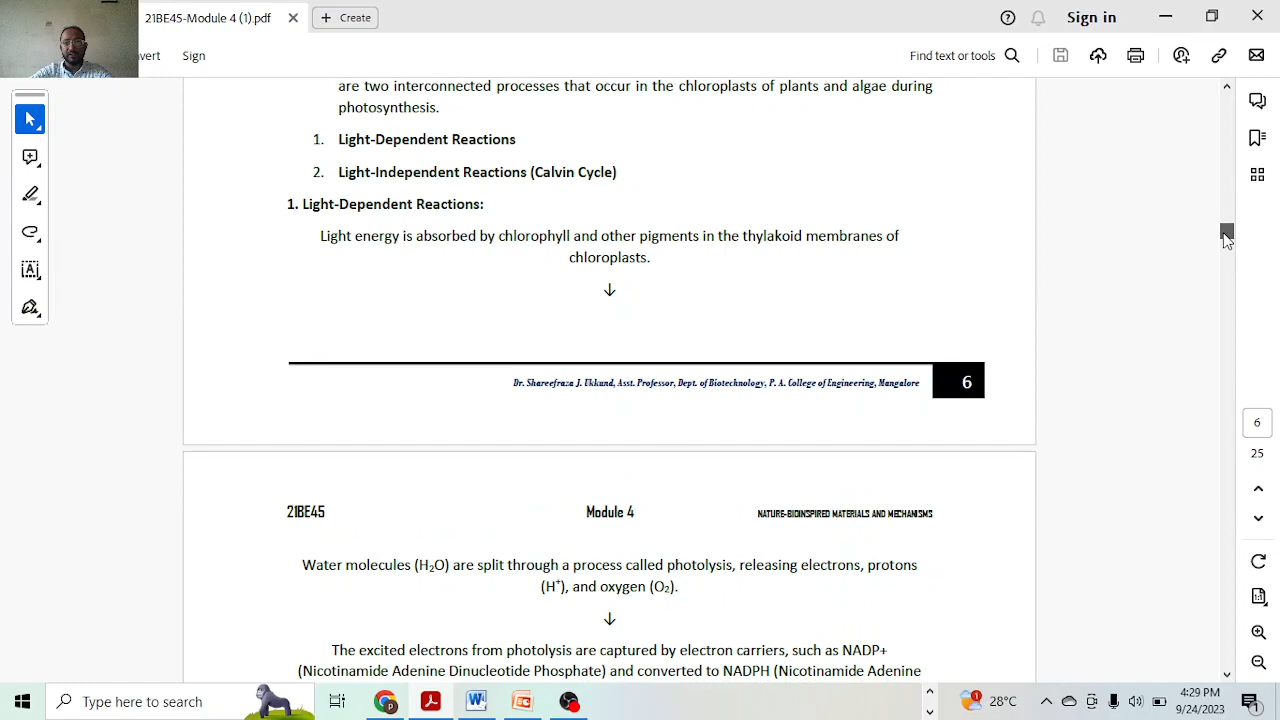 21BE45-Module 4 (1).pdf
Create
Sign in
vert
Sign
Find text or tools
are two interconnected processes that occur in the chloroplasts of plants and algae during
photosynthesis.
1. Light-Dependent Reactions
2. Light-Independent Reactions (Calvin Cycle)
1. Light-Dependent Reactions:
Light energy is absorbed by chlorophyll and other pigments in the thylakoid membranes of
chloroplasts.
↓
Dr. Shareefraza J. Ukkund, Asst. Professor, Dept. of Biotechnology, P. A. College of Engineering, Mangalore
6
6
25
21BE45
Module 4
NATURE-BIOINSPIRED MATERIALS AND MECHANISMS
Water molecules (H₂O) are split through a process called photolysis, releasing electrons, protons
(H⁺), and oxygen (O₂).
↓
The excited electrons from photolysis are captured by electron carriers, such as NADP+
(Nicotinamide Adenine Dinucleotide Phosphate) and converted to NADPH (Nicotinamide Adenine
Type here to search
1
28°C
4:29 PM
9/24/2023
1